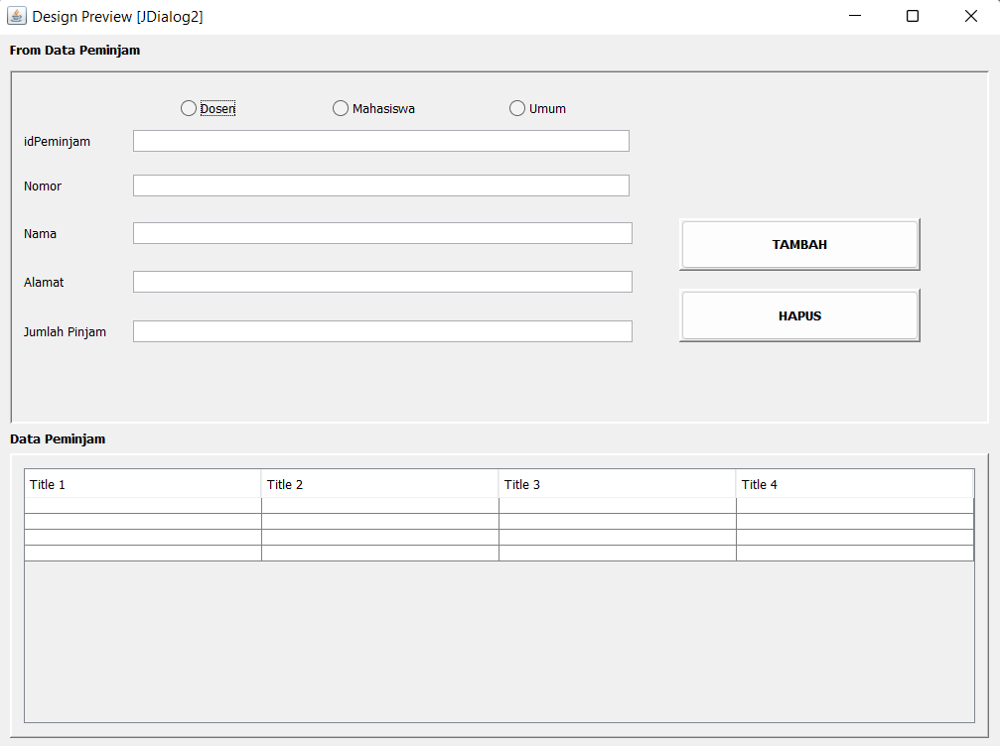 Design Preview [JDialog2]
From Data Peminjam
Dosen Mahasiswa Umum
idPeminjam
Nomor
Nama
TAMBAH
Alamat
HAPUS
Jumlah Pinjam
Data Peminjam
Title 1 Title 2 Title 3 Title 4